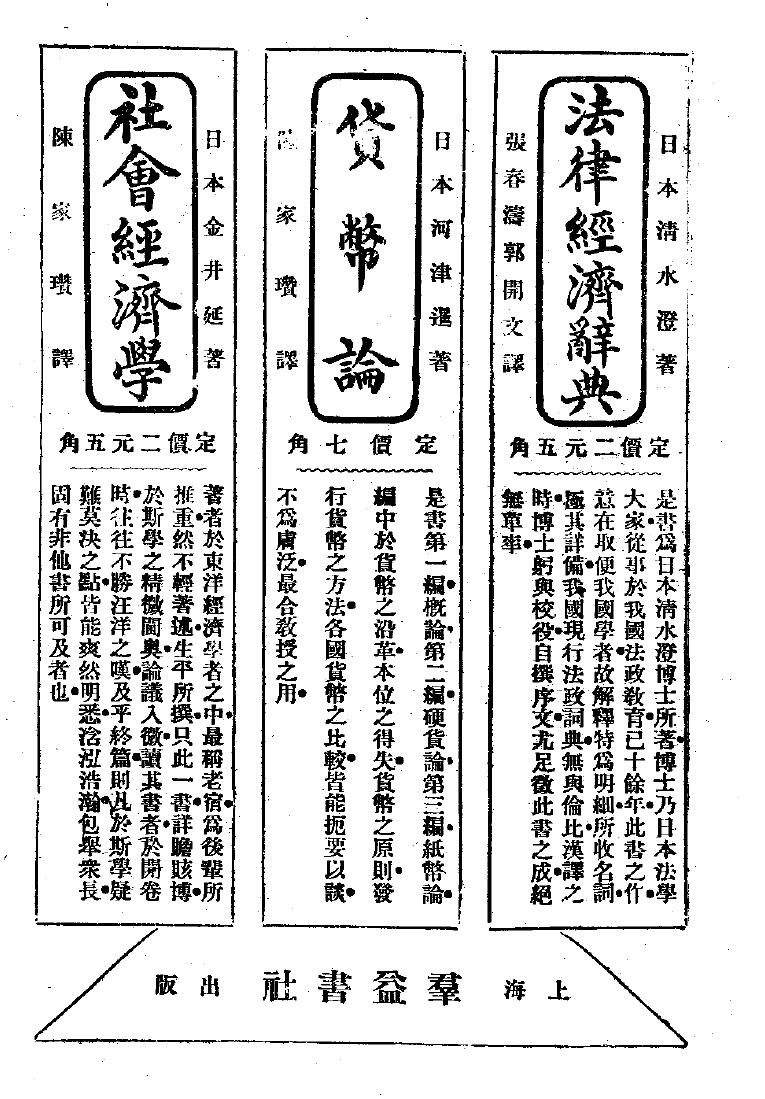 日本清水澄著
法律經濟辭典
張春濤郭開文譯
定價二元五角
是書爲日本清水澄博士所著博士乃日本法學
大家從事於我國法政敎育已十餘年此書之作
意在取便我國學者故解釋特爲明細所收名詞
極其詳備我國現行法政詞典無與倫比漢譯之
時博士躬與校役自撰序文尤足徵此書之成絕
無草率
日本河津暹著
貨幣論
家瓚譯
定價七角
是書第一編槪論第二編硬貨論第三編紙幣論
編中於貨幣之沿革本位之得失貨幣之原則發
行貨幣之方法各國貨幣之比較皆能扼要以談
不爲膚泛最合敎授之用
日本金井延著
社會經濟學
陳家瓚譯
定價二元五角
著者於東洋經濟學者之中最稱老宿爲後輩所
推重然不輕著述生平所撰只此一書詳贍賅博
於斯學之精微閫奧論議入徵讀其書者於開卷
時往往不勝汪洋之嘆及乎終篇則凡於斯學疑
難莫決之點皆能爽然明悉洽泓浩瀚包舉衆長
固有非他書所可及者也
上海羣益書社出版